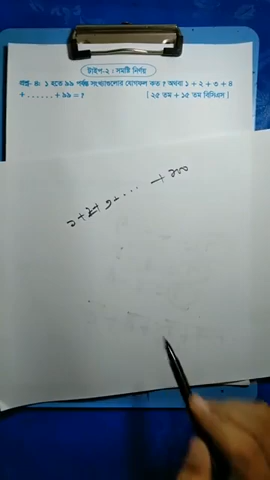 টাইপ-২ : সমষ্টি নির্ণয়
প্রশ্ন- ৪: ১ হতে ৯৯ পর্যন্ত সংখ্যাগুলোর যোগফল কত ? অথবা ১ + ২ + ৩ + ৪
+ ...... + ৯৯ = ? [ ২৫ তম + ১৫ তম বিসিএস ]
১+২+৩+ ... + ১০০